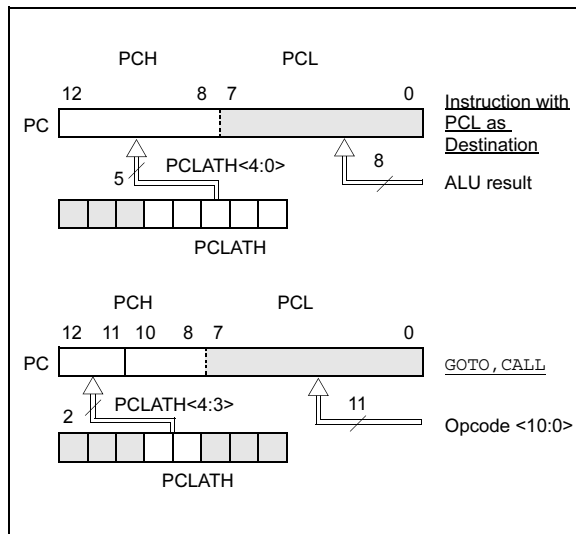 PCH PCL
12 8 7 0
PC
Instruction with
PCL as
Destination
5
PCLATH<4:0>
8
ALU result
PCLATH
PCH PCL
12 11 10 8 7 0
PC
GOTO, CALL
2
PCLATH<4:3>
11
Opcode <10:0>
PCLATH